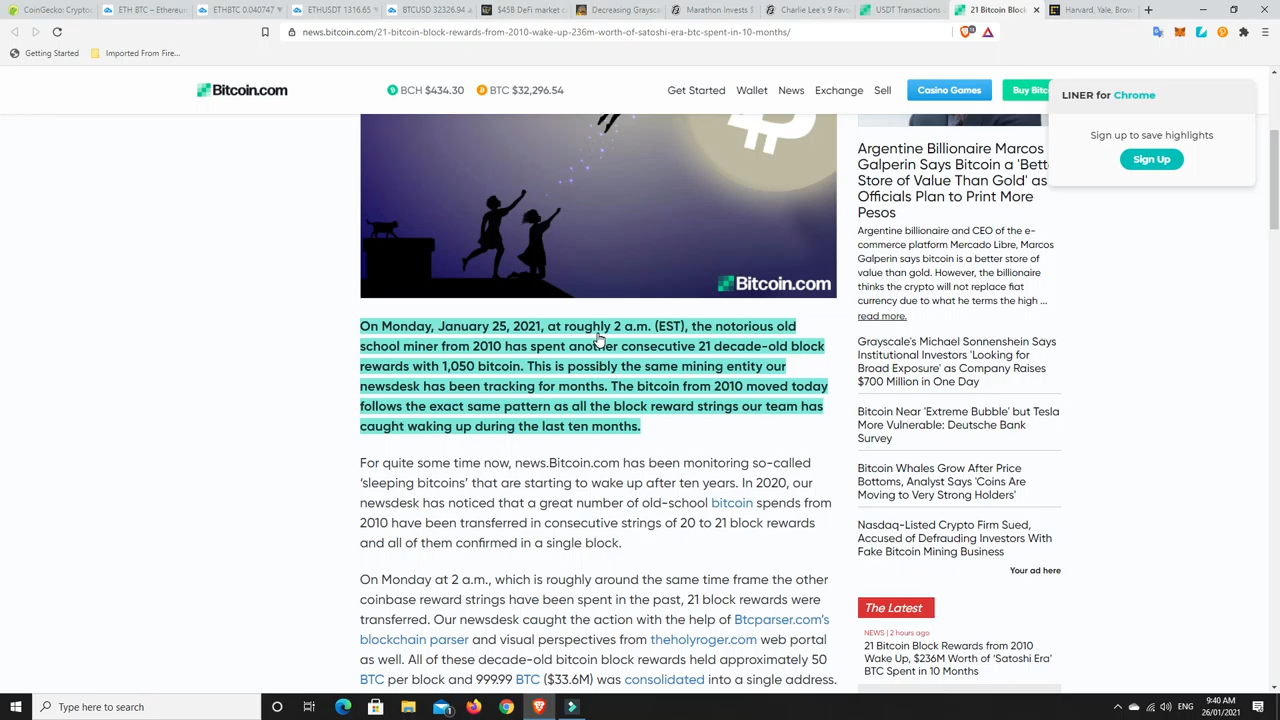 CoinGecko: Crypto
ETH BTC – Ethereu
ETHBTC 0.040747
ETHUSDT 1316.65
BTCUSD 32326.94
$45B DeFi market c
Decreasing Grayscal
Marathon Invests $
Charlie Lee's 9 Favo
USDT Transactions
21 Bitcoin Bloc
Harvard, Yale, Brow
news.bitcoin.com/21-bitcoin-block-rewards-from-2010-wake-up-236m-worth-of-satoshi-era-btc-spent-in-10-months/
Getting Started
Imported From Fire...
Bitcoin.com
BCH $434.30
BTC $32,296.54
Get Started
Wallet
News
Exchange
Sell
Casino Games
Buy Bitc
LINER for Chrome
Sign up to save highlights
Sign Up
Bitcoin.com
On Monday, January 25, 2021, at roughly 2 a.m. (EST), the notorious old
school miner from 2010 has spent another consecutive 21 decade-old block
rewards with 1,050 bitcoin. This is possibly the same mining entity our
newsdesk has been tracking for months. The bitcoin from 2010 moved today
follows the exact same pattern as all the block reward strings our team has
caught waking up during the last ten months.
For quite some time now, news.Bitcoin.com has been monitoring so-called
‘sleeping bitcoins’ that are starting to wake up after ten years. In 2020, our
newsdesk has noticed that a great number of old-school bitcoin spends from
2010 have been transferred in consecutive strings of 20 to 21 block rewards
and all of them confirmed in a single block.
On Monday at 2 a.m., which is roughly around the same time frame the other
coinbase reward strings have been spent in the past, 21 block rewards were
transferred. Our newsdesk caught the action with the help of Btcparser.com’s
blockchain parser and visual perspectives from theholyroger.com web portal
as well. All of these decade-old bitcoin block rewards held approximately 50
BTC per block and 999.99 BTC ($33.6M) was consolidated into a single address.
Argentine Billionaire Marcos
Galperin Says Bitcoin a 'Bette
Store of Value Than Gold' as
Officials Plan to Print More
Pesos
Argentine billionaire and CEO of the e-
commerce platform Mercado Libre, Marcos
Galperin says bitcoin is a better store of
value than gold. However, the billionaire
thinks the crypto will not replace fiat
currency due to what he terms the high ...
read more.
Grayscale's Michael Sonnenshein Says
Institutional Investors 'Looking for
Broad Exposure' as Company Raises
$700 Million in One Day
Bitcoin Near 'Extreme Bubble' but Tesla
More Vulnerable: Deutsche Bank
Survey
Bitcoin Whales Grow After Price
Bottoms, Analyst Says 'Coins Are
Moving to Very Strong Holders'
Nasdaq-Listed Crypto Firm Sued,
Accused of Defrauding Investors With
Fake Bitcoin Mining Business
Your ad here
The Latest
NEWS | 2 hours ago
21 Bitcoin Block Rewards from 2010
Wake Up, $236M Worth of ‘Satoshi Era’
BTC Spent in 10 Months
Type here to search
ENG
9:40 AM
26/01/2021